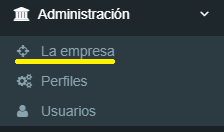 Administración
La empresa
Perfiles
Usuarios